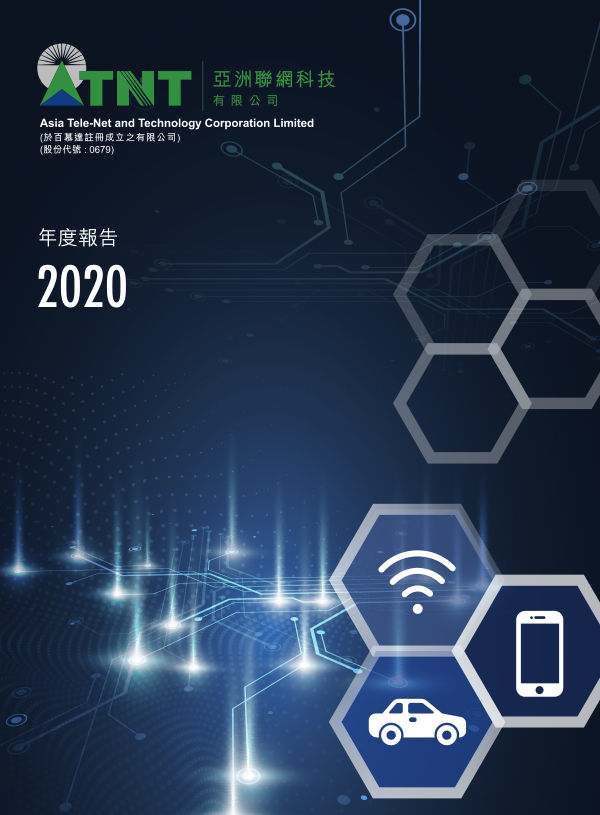 ATNT
亞洲聯網科技
有限公司
Asia Tele-Net and Technology Corporation Limited
(於百慕達註冊成立之有限公司)
(股份代號 : 0679)
年度報告
2020